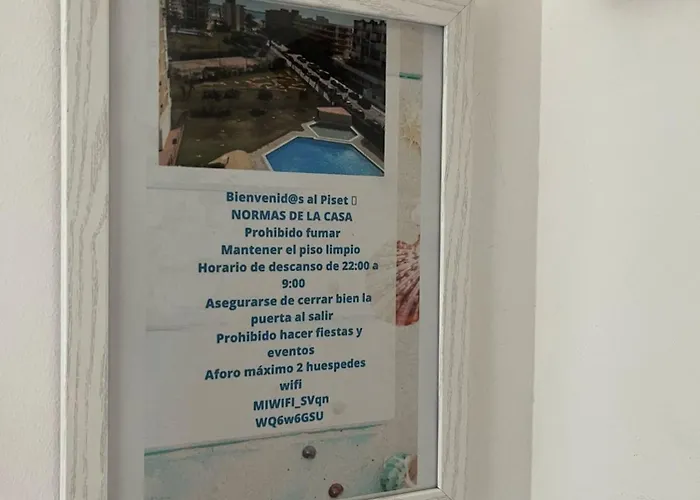 Bienvenid@s al Piset
NORMAS DE LA CASA
Prohibido fumar
Mantener el piso limpio
Horario de descanso de 22:00 a
9:00
Asegurarse de cerrar bien la
puerta al salir
Prohibido hacer fiestas y
eventos
Aforo máximo 2 huespedes
wifi
MIWIFI_SVqn
WQ6w6GSU